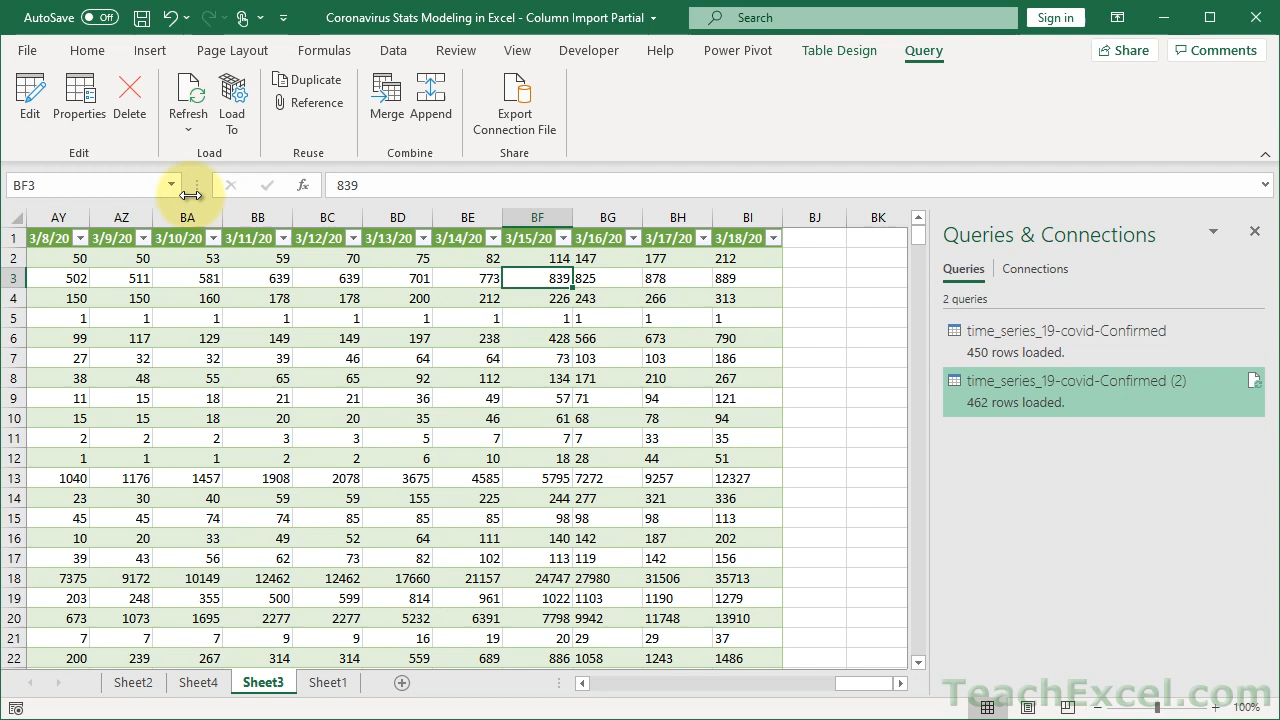 AutoSave Off Coronavirus Stats Modeling in Excel - Column Import Partial Search Sign in
File Home Insert Page Layout Formulas Data Review View Developer Help Power Pivot Table Design Query Share Comments
Edit Properties Delete Refresh Load To Duplicate Reference Merge Append Export Connection File
Edit Load Reuse Combine Share
BF3 fx 839
AY AZ BA BB BC BD BE BF BG BH BI BJ BK
1 3/8/20 3/9/20 3/10/20 3/11/20 3/12/20 3/13/20 3/14/20 3/15/20 3/16/20 3/17/20 3/18/20
2 50 50 53 59 70 75 82 114 147 177 212
3 502 511 581 639 639 701 773 839 825 878 889
4 150 150 160 178 178 200 212 226 243 266 313
5 1 1 1 1 1 1 1 1 1 1 1
6 99 117 129 149 149 197 238 428 566 673 790
7 27 32 32 39 46 64 64 73 103 103 186
8 38 48 55 65 65 92 112 134 171 210 267
9 11 15 18 21 21 36 49 57 71 94 121
10 15 15 18 20 20 35 46 61 68 78 94
11 2 2 2 3 3 5 7 7 7 33 35
12 1 1 1 2 2 6 10 18 28 44 51
13 1040 1176 1457 1908 2078 3675 4585 5795 7272 9257 12327
14 23 30 40 59 59 155 225 244 277 321 336
15 45 45 74 74 85 85 85 98 98 98 113
16 10 20 33 49 52 64 111 140 142 187 202
17 39 43 56 62 73 82 102 113 119 142 156
18 7375 9172 10149 12462 12462 17660 21157 24747 27980 31506 35713
19 203 248 355 500 599 814 961 1022 1103 1190 1279
20 673 1073 1695 2277 2277 5232 6391 7798 9942 11748 13910
21 7 7 7 9 9 16 19 20 29 29 37
22 200 239 267 314 314 559 689 886 1058 1243 1486
Queries & Connections
Queries Connections
2 queries
time_series_19-covid-Confirmed
450 rows loaded.
time_series_19-covid-Confirmed (2)
462 rows loaded.
Sheet2 Sheet4 Sheet3 Sheet1
TeachExcel.com
100%